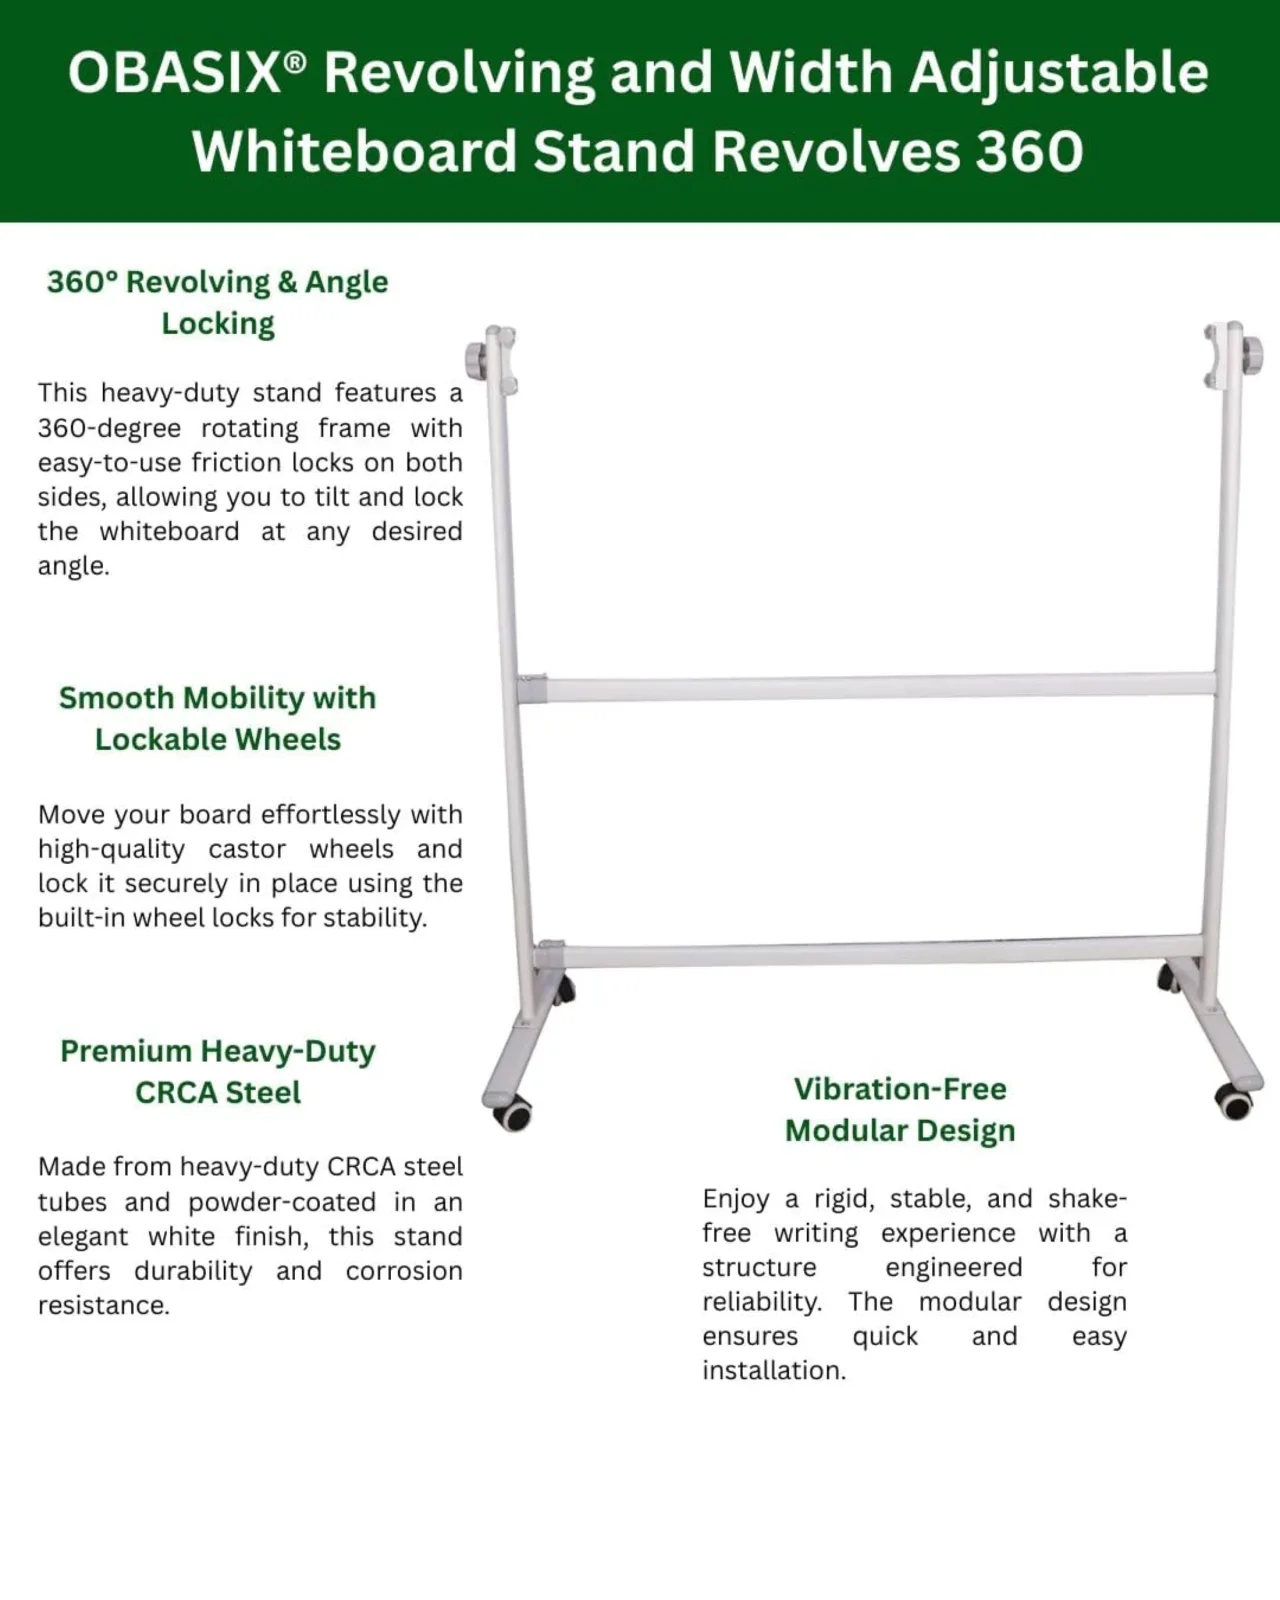 OBASIX® Revolving and Width Adjustable
Whiteboard Stand Revolves 360
360° Revolving & Angle
Locking
This heavy-duty stand features a
360-degree rotating frame with
easy-to-use friction locks on both
sides, allowing you to tilt and lock
the whiteboard at any desired
angle.
Smooth Mobility with
Lockable Wheels
Move your board effortlessly with
high-quality castor wheels and
lock it securely in place using the
built-in wheel locks for stability.
Premium Heavy-Duty
CRCA Steel
Made from heavy-duty CRCA steel
tubes and powder-coated in an
elegant white finish, this stand
offers durability and corrosion
resistance.
Vibration-Free
Modular Design
Enjoy a rigid, stable, and shake-
free writing experience with a
structure engineered for
reliability. The modular design
ensures quick and easy
installation.